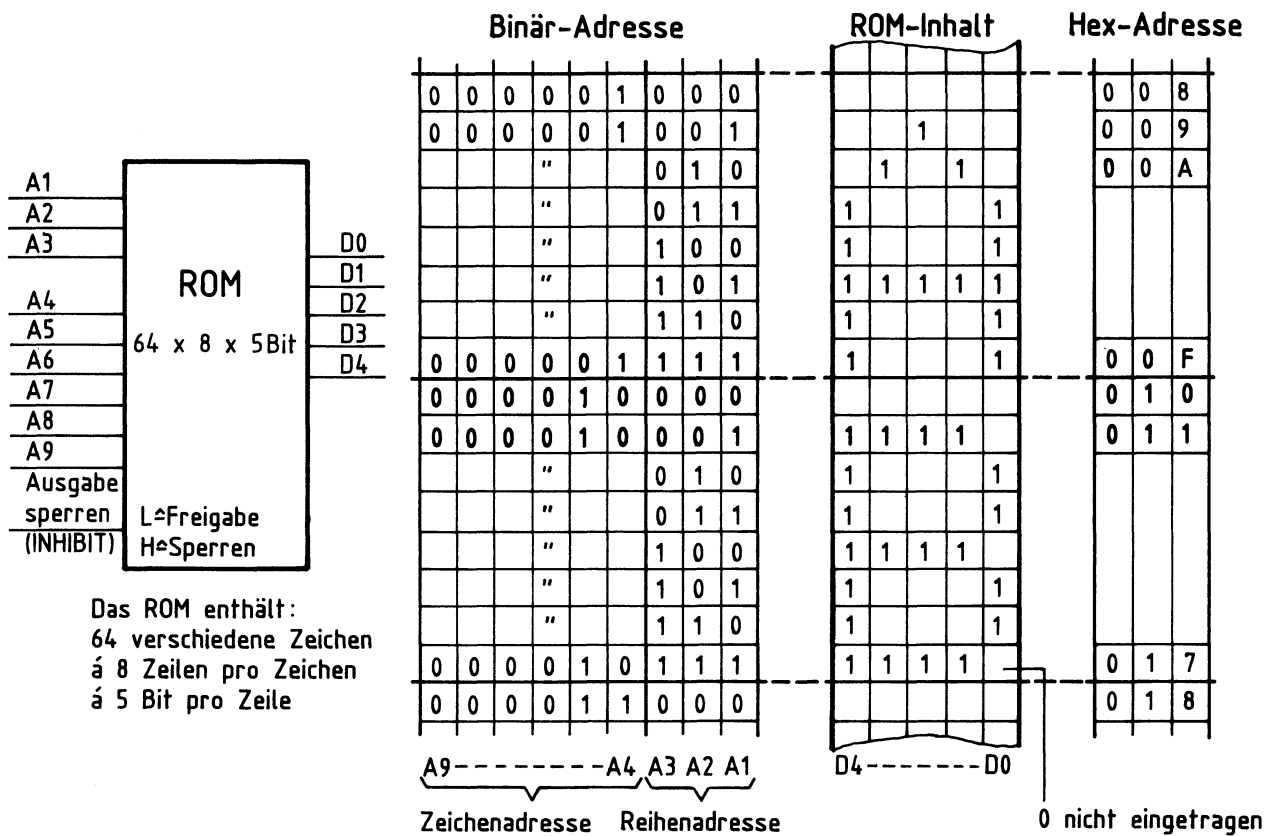 Binär-Adresse ROM-Inhalt Hex-Adresse
0 0 0 0 0 1 0 0 0 0 0 8
0 0 0 0 0 1 0 0 1 1 0 0 9
" 0 1 0 1 1 0 0 A
" 0 1 1 1 1
" 1 0 0 1 1
" 1 0 1 1 1 1 1 1
" 1 1 0 1 1
0 0 0 0 0 1 1 1 1 1 1 0 0 F
0 0 0 0 1 0 0 0 0 0 1 0
0 0 0 0 1 0 0 0 1 1 1 1 1 0 1 1
" 0 1 0 1 1
" 0 1 1 1 1
" 1 0 0 1 1 1 1
" 1 0 1 1 1
" 1 1 0 1 1
0 0 0 0 1 0 1 1 1 1 1 1 1 0 1 7
0 0 0 0 1 1 0 0 0 0 1 8
A9---------A4 A3 A2 A1 D4--------D0
Zeichenadresse Reihenadresse
0 nicht eingetragen
A1
A2
A3
A4
A5
A6
A7
A8
A9
Ausgabe
sperren
(INHIBIT)
ROM
64 x 8 x 5Bit
L≙Freigabe
H≙Sperren
D0
D1
D2
D3
D4
Das ROM enthält:
64 verschiedene Zeichen
á 8 Zeilen pro Zeichen
á 5 Bit pro Zeile